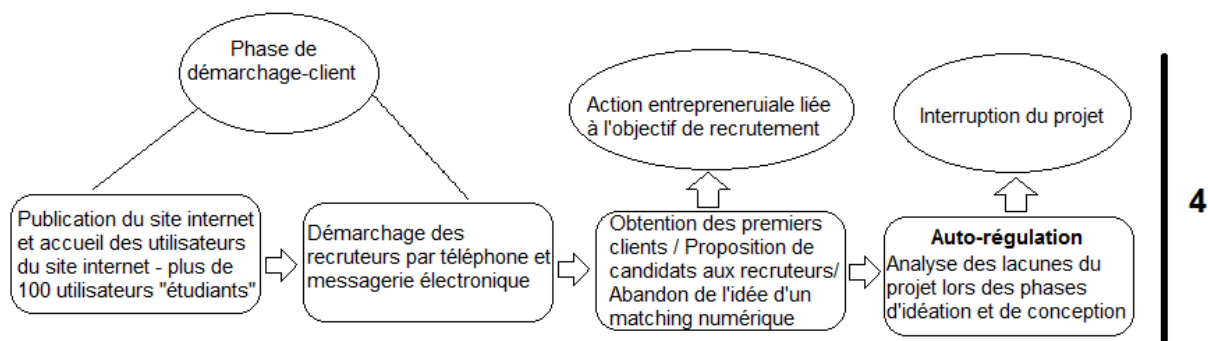 Phase de
démarchage-client
Action entrepreneruiale liée
à l'objectif de recrutement
Interruption du projet
Publication du site internet
et accueil des utilisateurs
du site internet - plus de
100 utilisateurs "étudiants"
Démarchage des
recruteurs par téléphone et
messagerie électronique
Obtention des premiers
clients / Proposition de
candidats aux recruteurs/
Abandon de l'idée d'un
matching numérique
Auto-régulation
Analyse des lacunes du
projet lors des phases
d'idéation et de conception
4